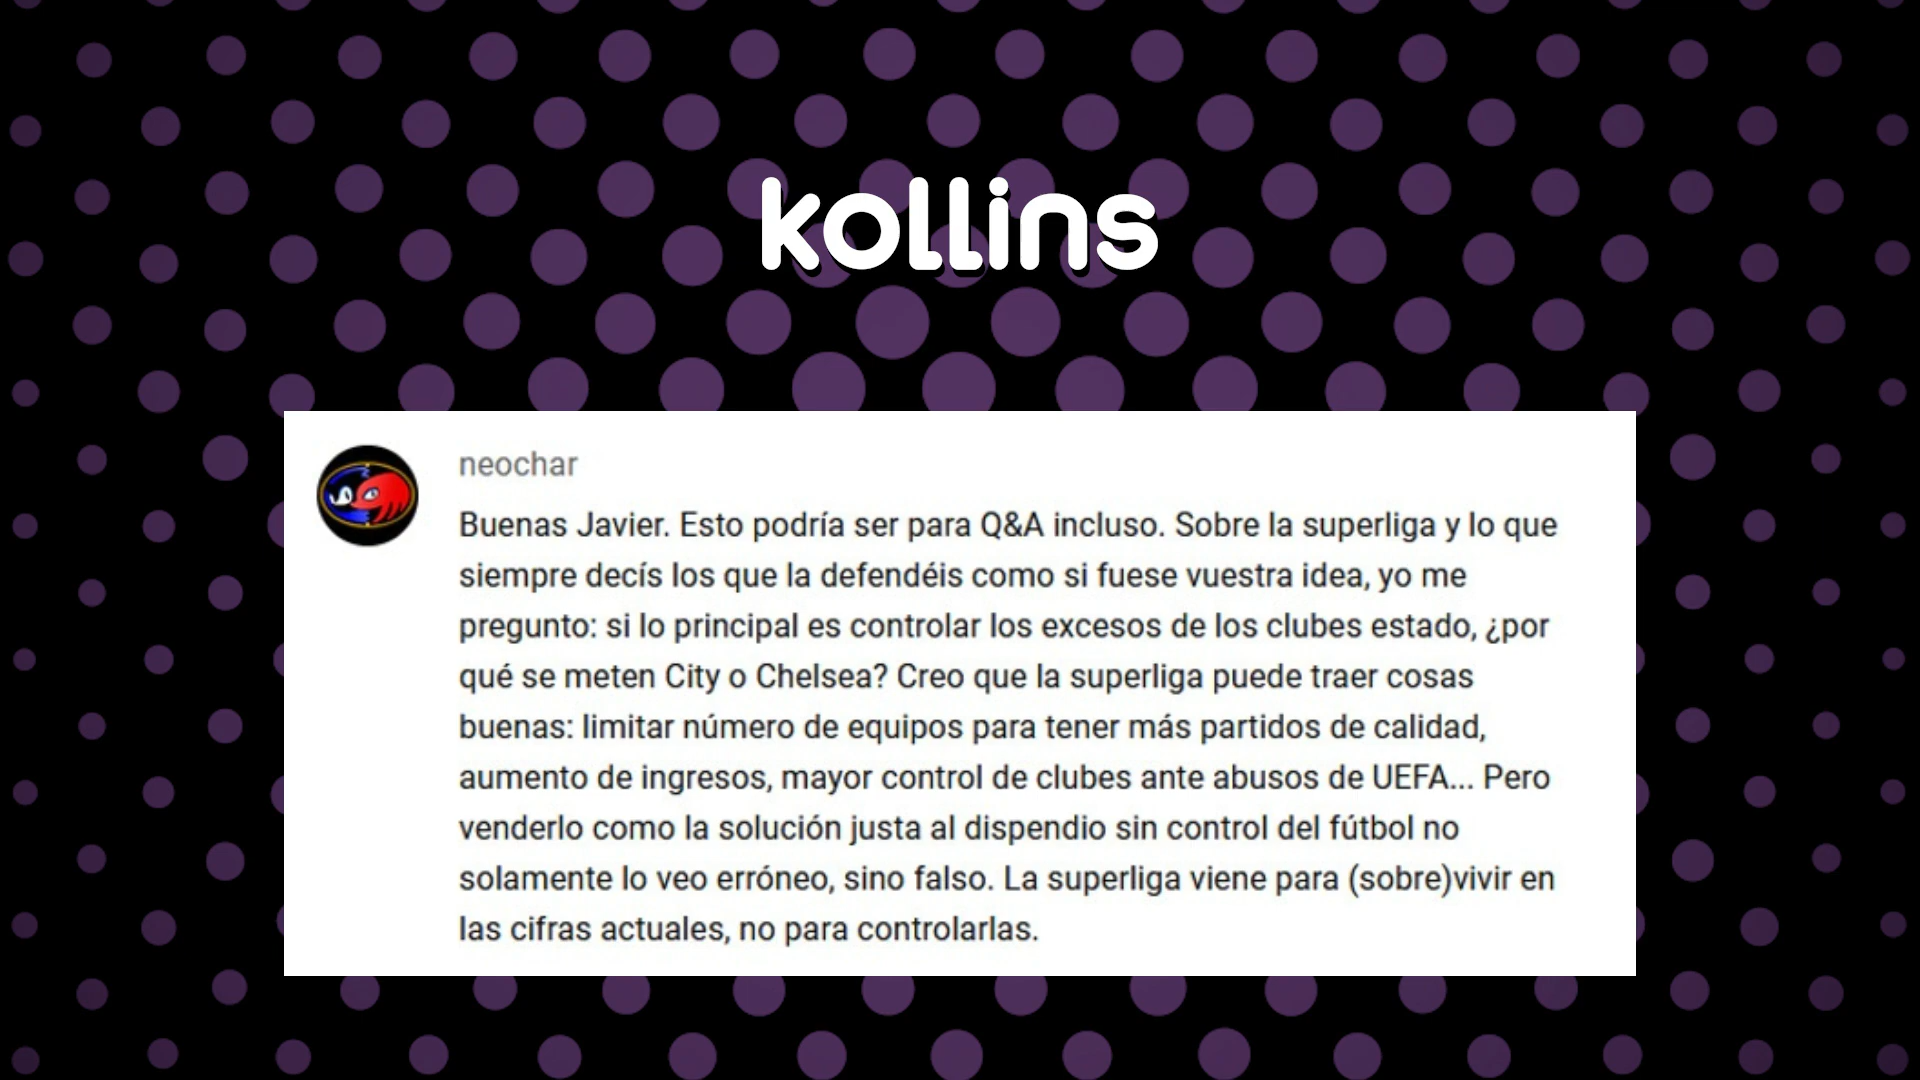 kollins
neochar
Buenas Javier. Esto podría ser para Q&A incluso. Sobre la superliga y lo que
siempre decís los que la defendéis como si fuese vuestra idea, yo me
pregunto: si lo principal es controlar los excesos de los clubes estado, ¿por
qué se meten City o Chelsea? Creo que la superliga puede traer cosas
buenas: limitar número de equipos para tener más partidos de calidad,
aumento de ingresos, mayor control de clubes ante abusos de UEFA... Pero
venderlo como la solución justa al dispendio sin control del fútbol no
solamente lo veo erróneo, sino falso. La superliga viene para (sobre)vivir en
las cifras actuales, no para controlarlas.